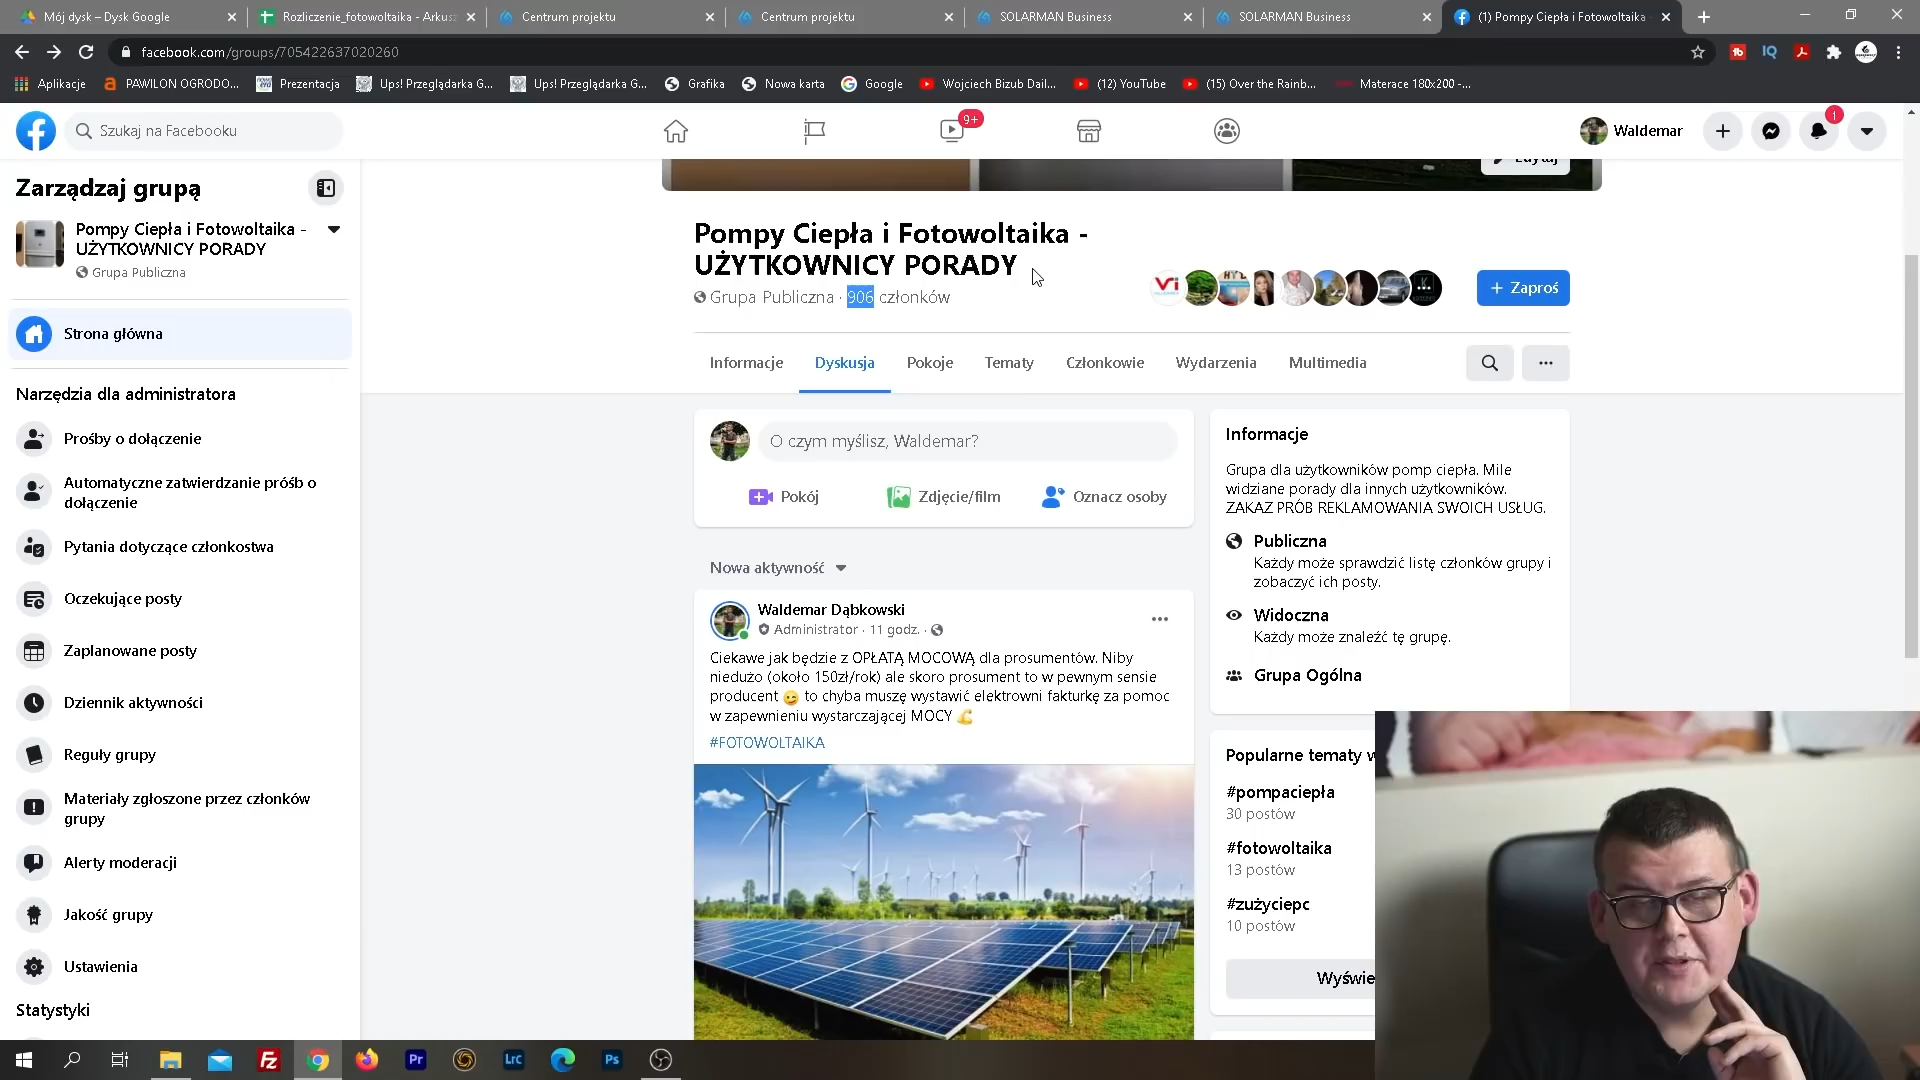 Mój dysk – Dysk Google
Rozliczenie_fotowoltaika - Arkusz
Centrum projektu
Centrum projektu
SOLARMAN Business
SOLARMAN Business
(1) Pompy Ciepła i Fotowoltaika
facebook.com/groups/705422637020260
Aplikacje
PAWILON OGRODO...
Prezentacja
Ups! Przeglądarka G...
Ups! Przeglądarka G...
Grafika
Nowa karta
Google
Wojciech Bizub Dail...
(12) YouTube
(15) Over the Rainb...
Materace 180x200 -...
Szukaj na Facebooku
9+
Waldemar
1
Zarządzaj grupą
Pompy Ciepła i Fotowoltaika -
UŻYTKOWNICY PORADY
Grupa Publiczna
Strona główna
Narzędzia dla administratora
Prośby o dołączenie
Automatyczne zatwierdzanie próśb o
dołączenie
Pytania dotyczące członkostwa
Oczekujące posty
Zaplanowane posty
Dziennik aktywności
Reguły grupy
Materiały zgłoszone przez członków
grupy
Alerty moderacji
Jakość grupy
Ustawienia
Statystyki
Edytuj
Pompy Ciepła i Fotowoltaika -
UŻYTKOWNICY PORADY
Grupa Publiczna · 906 członków
+ Zaproś
Informacje
Dyskusja
Pokoje
Tematy
Członkowie
Wydarzenia
Multimedia
O czym myślisz, Waldemar?
Pokój
Zdjęcie/film
Oznacz osoby
Nowa aktywność
Waldemar Dąbkowski
Administrator · 11 godz. ·
Ciekawe jak będzie z OPŁATĄ MOCOWĄ dla prosumentów. Niby
niedużo (około 150zł/rok) ale skoro prosument to w pewnym sensie
producent 😉 to chyba muszę wystawić elektrowni fakturkę za pomoc
w zapewnieniu wystarczającej MOCY 💪
#FOTOWOLTAIKA
Informacje
Grupa dla użytkowników pomp ciepła. Mile
widziane porady dla innych użytkowników.
ZAKAZ PRÓB REKLAMOWANIA SWOICH USŁUG.
Publiczna
Każdy może sprawdzić listę członków grupy i
zobaczyć ich posty.
Widoczna
Każdy może znaleźć tę grupę.
Grupa Ogólna
Popularne tematy w
#pompaciepła
30 postów
#fotowoltaika
13 postów
#zużyciepc
10 postów
Wyświe
Pr
Lrc
Ps